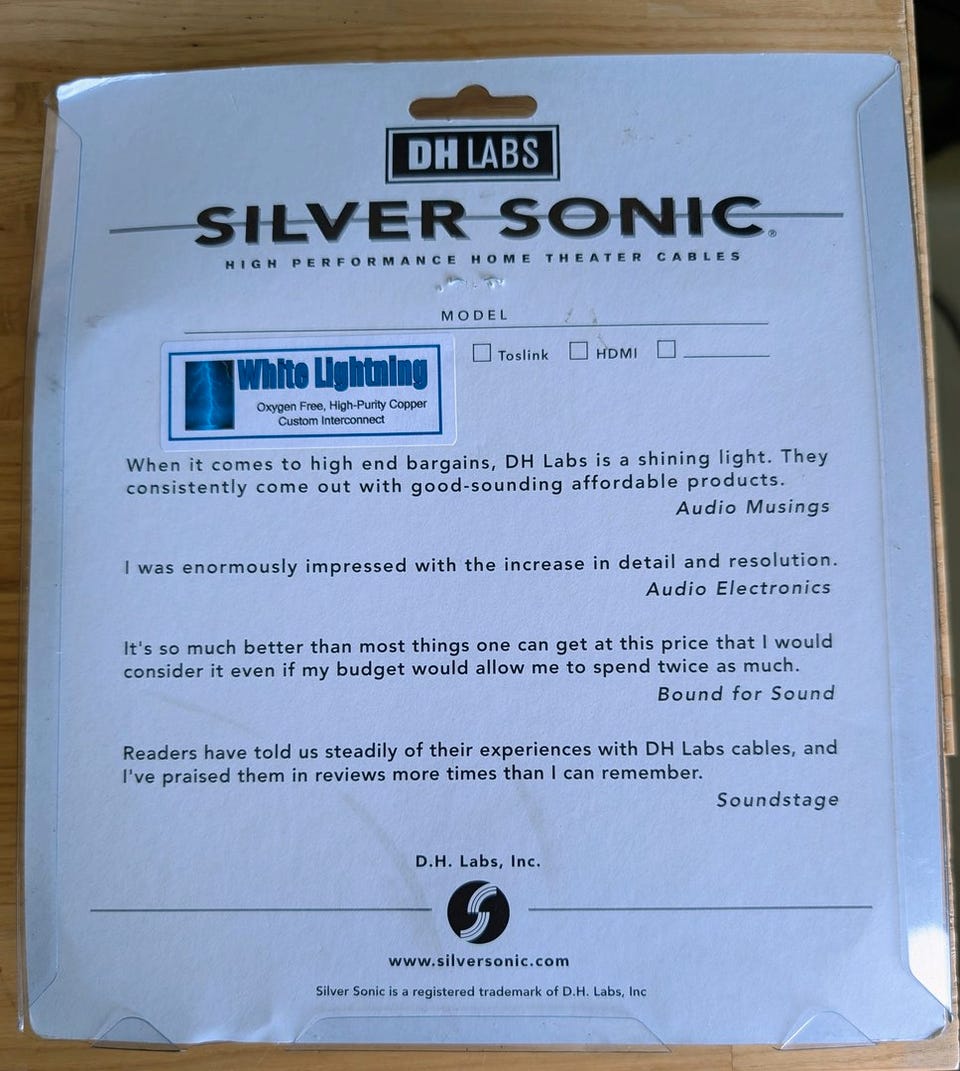 DH LABS
SILVER SONIC®
HIGH PERFORMANCE HOME THEATER CABLES
MODEL
Toslink HDMI
White Lightning
Oxygen Free, High-Purity Copper
Custom Interconnect
When it comes to high end bargains, DH Labs is a shining light. They
consistently come out with good-sounding affordable products.
Audio Musings
I was enormously impressed with the increase in detail and resolution.
Audio Electronics
It's so much better than most things one can get at this price that I would
consider it even if my budget would allow me to spend twice as much.
Bound for Sound
Readers have told us steadily of their experiences with DH Labs cables, and
I've praised them in reviews more times than I can remember.
Soundstage
D.H. Labs, Inc.
www.silversonic.com
Silver Sonic is a registered trademark of D.H. Labs, Inc